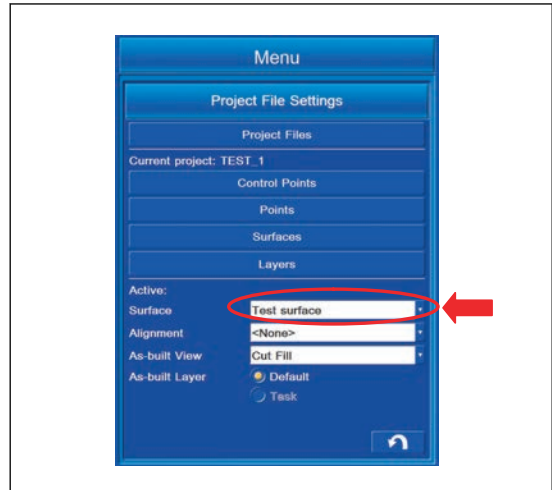 Menu
Project File Settings
Project Files
Current project: TEST_1
Control Points
Points
Surfaces
Layers
Active:
Surface Test surface
Alignment <None>
As-built View Cut Fill
As-built Layer Default
Task